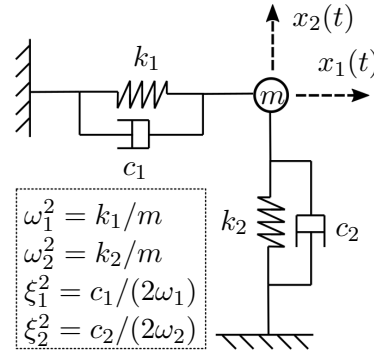 x₂(t)
k₁
x₁(t)
m
c₁
k₂
c₂
ω₁² = k₁/m
ω₂² = k₂/m
ξ₁² = c₁/(2ω₁)
ξ₂² = c₂/(2ω₂)